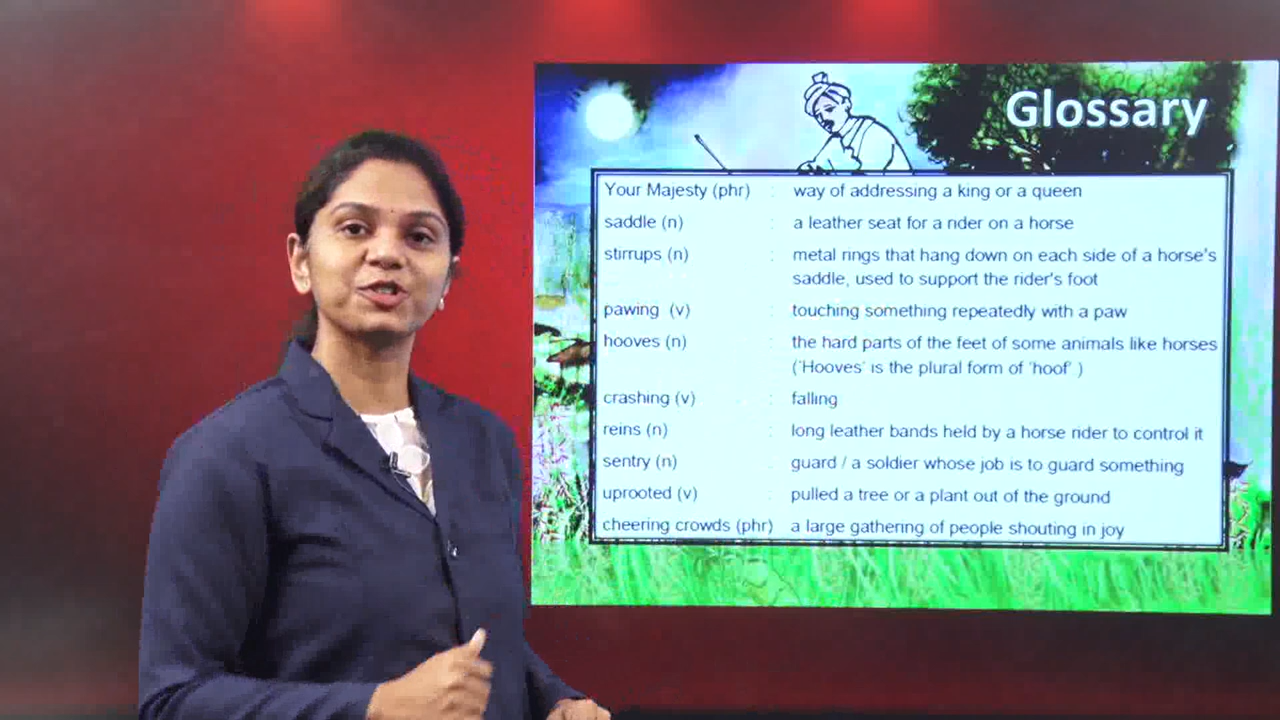 Glossary
Your Majesty (phr) : way of addressing a king or a queen
saddle (n) : a leather seat for a rider on a horse
stirrups (n) : metal rings that hang down on each side of a horse's
saddle, used to support the rider's foot
pawing (v) : touching something repeatedly with a paw
hooves (n) : the hard parts of the feet of some animals like horses
('Hooves' is the plural form of 'hoof' )
crashing (v) : falling
reins (n) : long leather bands held by a horse rider to control it
sentry (n) : guard / a soldier whose job is to guard something
uprooted (v) : pulled a tree or a plant out of the ground
cheering crowds (phr) : a large gathering of people shouting in joy